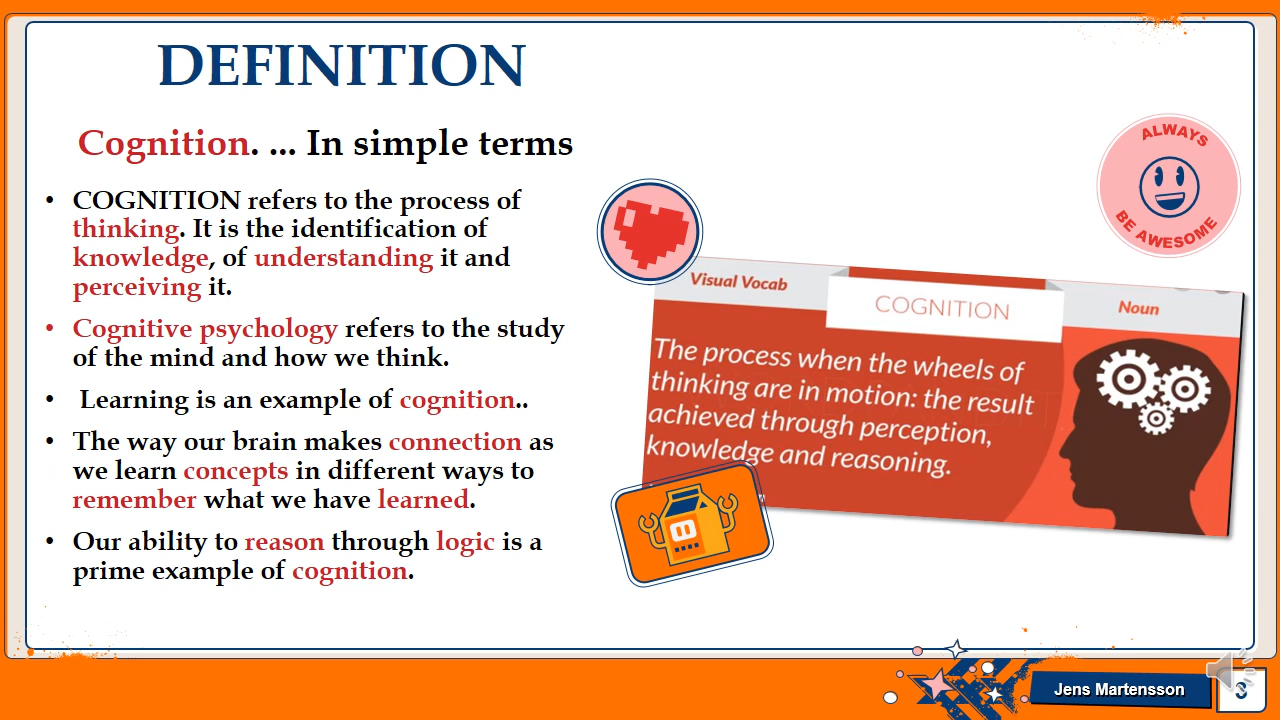 DEFINITION
Cognition. ... In simple terms
• COGNITION refers to the process of
thinking. It is the identification of
knowledge, of understanding it and
perceiving it.
• Cognitive psychology refers to the study
of the mind and how we think.
• Learning is an example of cognition..
• The way our brain makes connection as
we learn concepts in different ways to
remember what we have learned.
• Our ability to reason through logic is a
prime example of cognition.
ALWAYS
BE AWESOME
Visual Vocab
COGNITION
Noun
The process when the wheels of
thinking are in motion: the result
achieved through perception,
knowledge and reasoning.
Jens Martensson
3